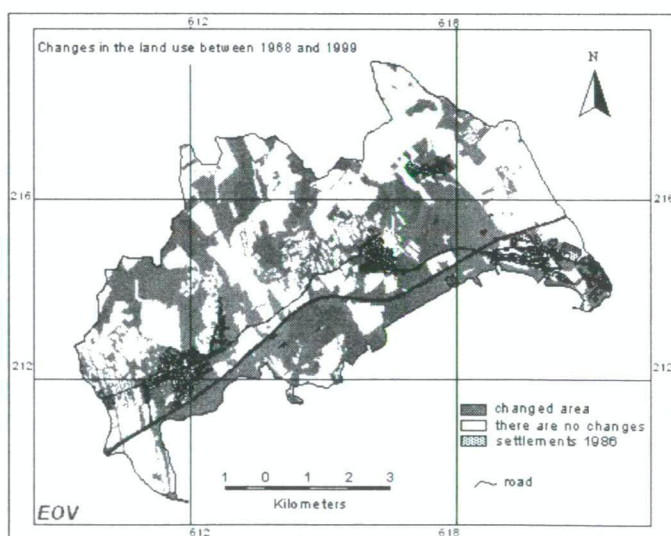 612 618
Changes in the land use between 1968 and 1999
N
216 216
212 212
changed area
there are no changes
settlements 1986
road
1 0 1 2 3
Kilometers
EOV
612 618